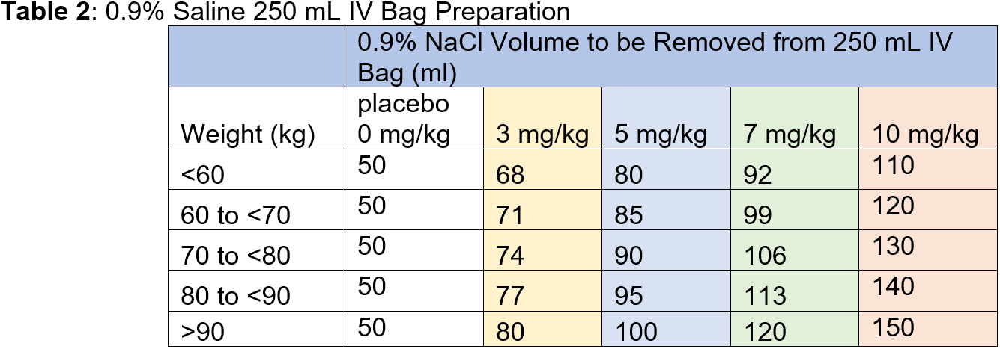 Table 2: 0.9% Saline 250 mL IV Bag Preparation
0.9% NaCl Volume to be Removed from 250 mL IV
Bag (ml)
placebo
Weight (kg) 0 mg/kg 3 mg/kg 5 mg/kg 7 mg/kg 10 mg/kg
<60 50 68 80 92 110
60 to <70 50 71 85 99 120
70 to <80 50 74 90 106 130
80 to <90 50 77 95 113 140
>90 50 80 100 120 150